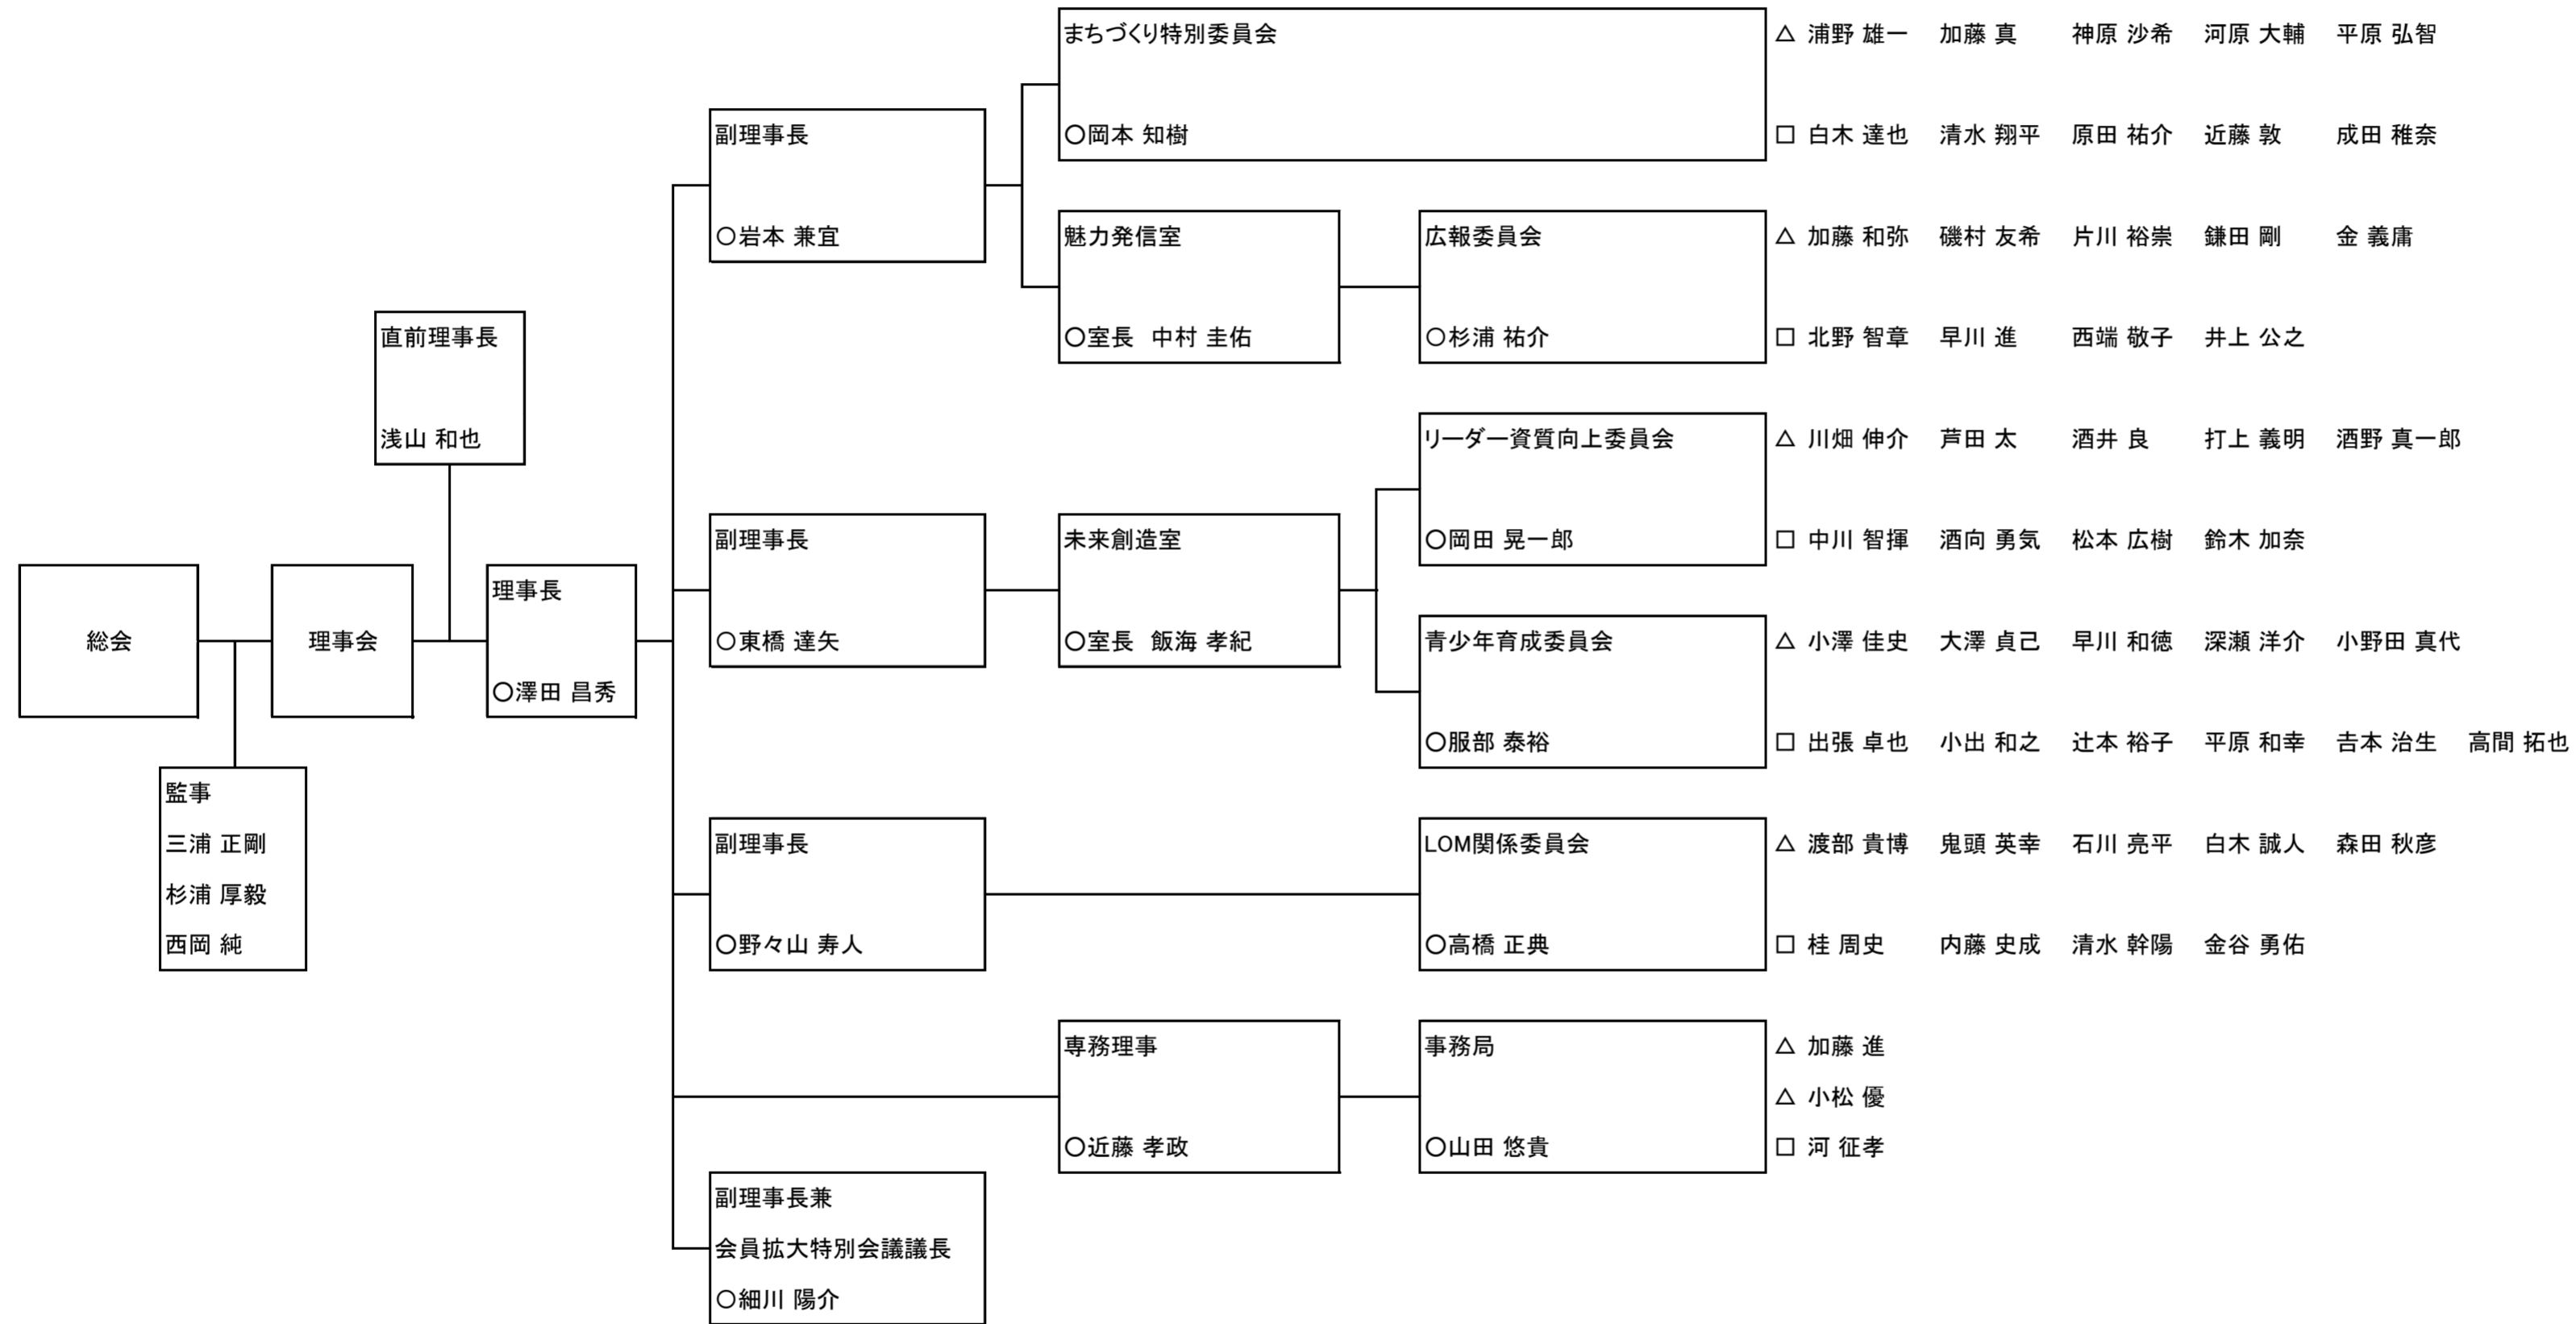 総会
監事
三浦 正剛
杉浦 厚毅
西岡 純
理事会
直前理事長
浅山 和也
理事長
〇澤田 昌秀
副理事長
〇岩本 兼宜
まちづくり特別委員会
〇岡本 知樹
△ 浦野 雄一 加藤 真 神原 沙希 河原 大輔 平原 弘智
□ 白木 達也 清水 翔平 原田 祐介 近藤 敦 成田 稚奈
魅力発信室
〇室長 中村 圭佑
広報委員会
〇杉浦 祐介
△ 加藤 和弥 磯村 友希 片川 裕崇 鎌田 剛 金 義庸
□ 北野 智章 早川 進 西端 敬子 井上 公之
副理事長
〇東橋 達矢
未来創造室
〇室長 飯海 孝紀
リーダー資質向上委員会
〇岡田 晃一郎
△ 川畑 伸介 芦田 太 酒井 良 打上 義明 酒野 真一郎
□ 中川 智揮 酒向 勇気 松本 広樹 鈴木 加奈
青少年育成委員会
〇服部 泰裕
△ 小澤 佳史 大澤 貞己 早川 和徳 深瀬 洋介 小野田 真代
□ 出張 卓也 小出 和之 辻本 裕子 平原 和幸 𠮷本 治生 高間 拓也
副理事長
〇野々山 寿人
LOM関係委員会
〇高橋 正典
△ 渡部 貴博 鬼頭 英幸 石川 亮平 白木 誠人 森田 秋彦
□ 桂 周史 内藤 史成 清水 幹陽 金谷 勇佑
専務理事
〇近藤 孝政
事務局
〇山田 悠貴
△ 加藤 進
△ 小松 優
□ 河 征孝
副理事長兼
会員拡大特別会議議長
〇細川 陽介